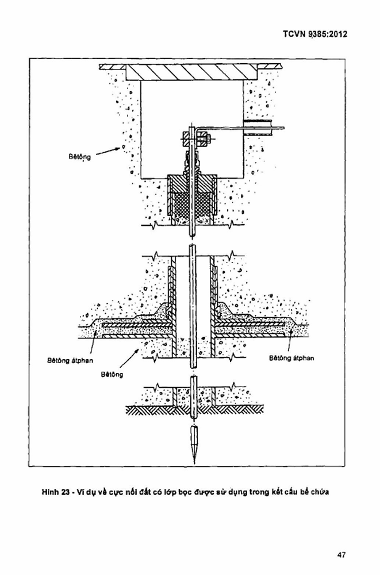 TCVN 9385:2012
Bêtông
Bêtông átphan
Bêtông átphan
Bêtông
Hình 23 - Ví dụ về cực nối đất có lớp bọc được sử dụng trong kết cấu bể chứa
47